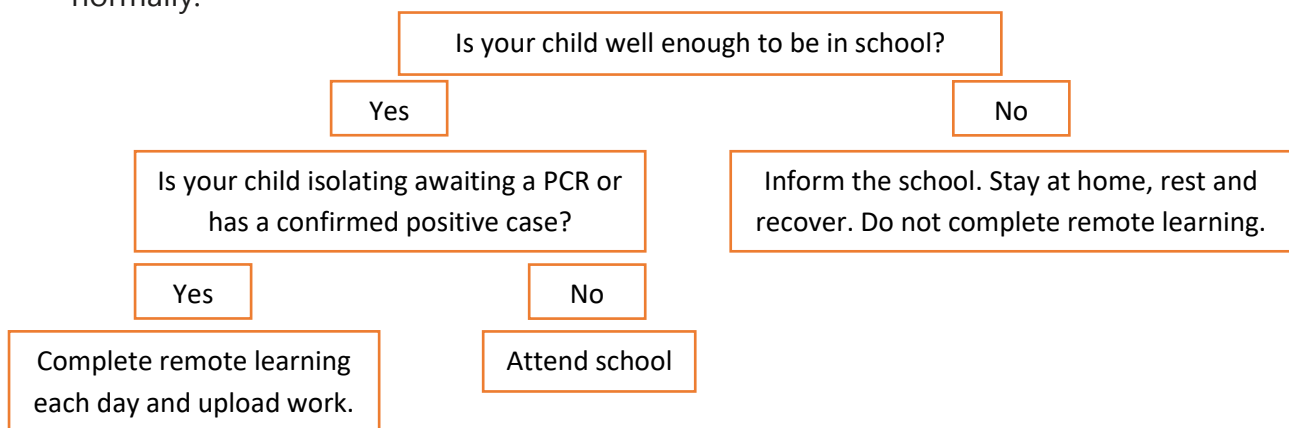 normally.
Is your child well enough to be in school?
Yes
No
Is your child isolating awaiting a PCR or
has a confirmed positive case?
Inform the school. Stay at home, rest and
recover. Do not complete remote learning.
Yes
No
Complete remote learning
each day and upload work.
Attend school